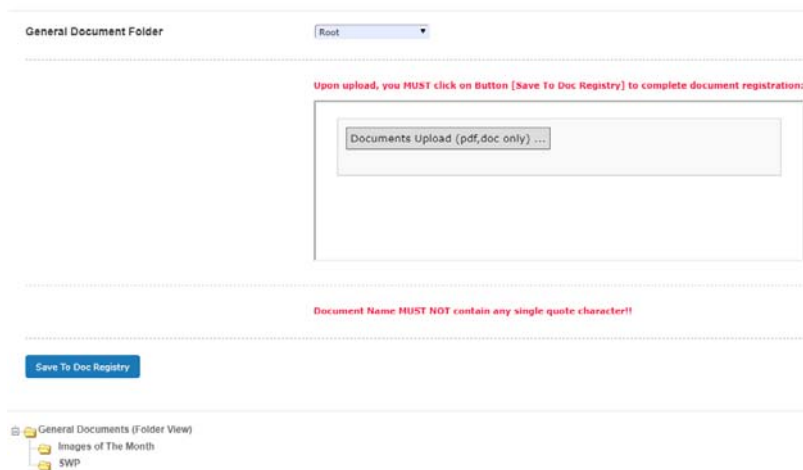 General Document Folder
Root
Upon upload, you MUST click on Button [Save To Doc Registry] to complete document registration:
Documents Upload (pdf,doc only) ...
Document Name MUST NOT contain any single quote character!!
Save To Doc Registry
General Documents (Folder View)
Images of The Month
SWP